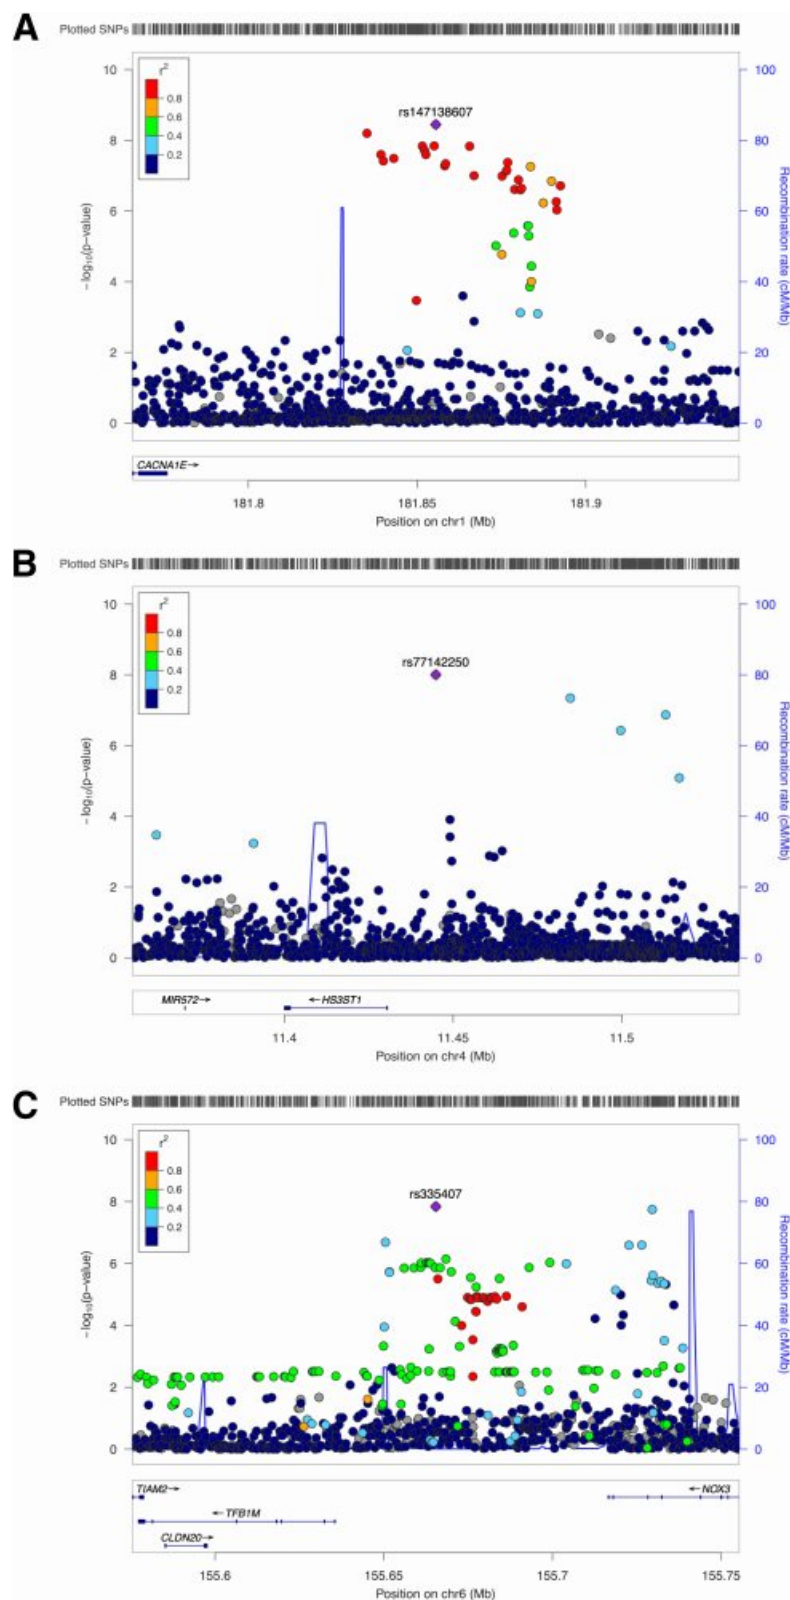 A
Plotted SNPs
r²
0.8
0.6
0.4
0.2
rs147138607
10
8
6
4
2
0
− log10(p−value)
100
80
60
40
20
0
Recombination rate (cM/Mb)
CACNA1E→
181.8 181.85 181.9
Position on chr1 (Mb)
B
Plotted SNPs
r²
0.8
0.6
0.4
0.2
rs77142250
10
8
6
4
2
0
− log10(p−value)
100
80
60
40
20
0
Recombination rate (cM/Mb)
MIR572→ ←HS3ST1
11.4 11.45 11.5
Position on chr4 (Mb)
C
Plotted SNPs
r²
0.8
0.6
0.4
0.2
rs335407
10
8
6
4
2
0
− log10(p−value)
100
80
60
40
20
0
Recombination rate (cM/Mb)
TIAM2→ ←NOX3
←TFB1M
CLDN20→
155.6 155.65 155.7 155.75
Position on chr6 (Mb)